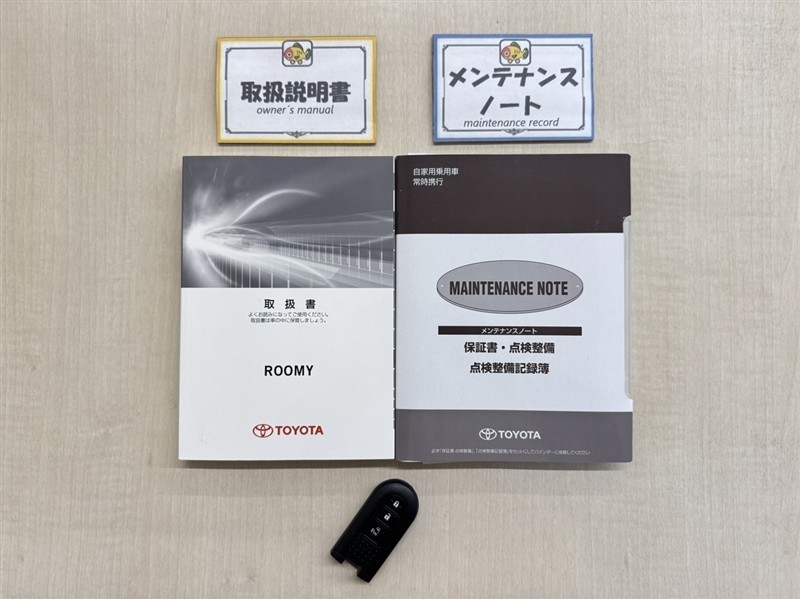 取扱説明書
owner's manual
メンテナンス
ノート
maintenance record
取扱書
よくお読みになってご使用ください。
取扱書は車の中に保管しましょう。
ROOMY
TOYOTA
自家用乗用車
常時携行
MAINTENANCE NOTE
メンテナンスノート
保証書・点検整備
点検整備記録簿
TOYOTA